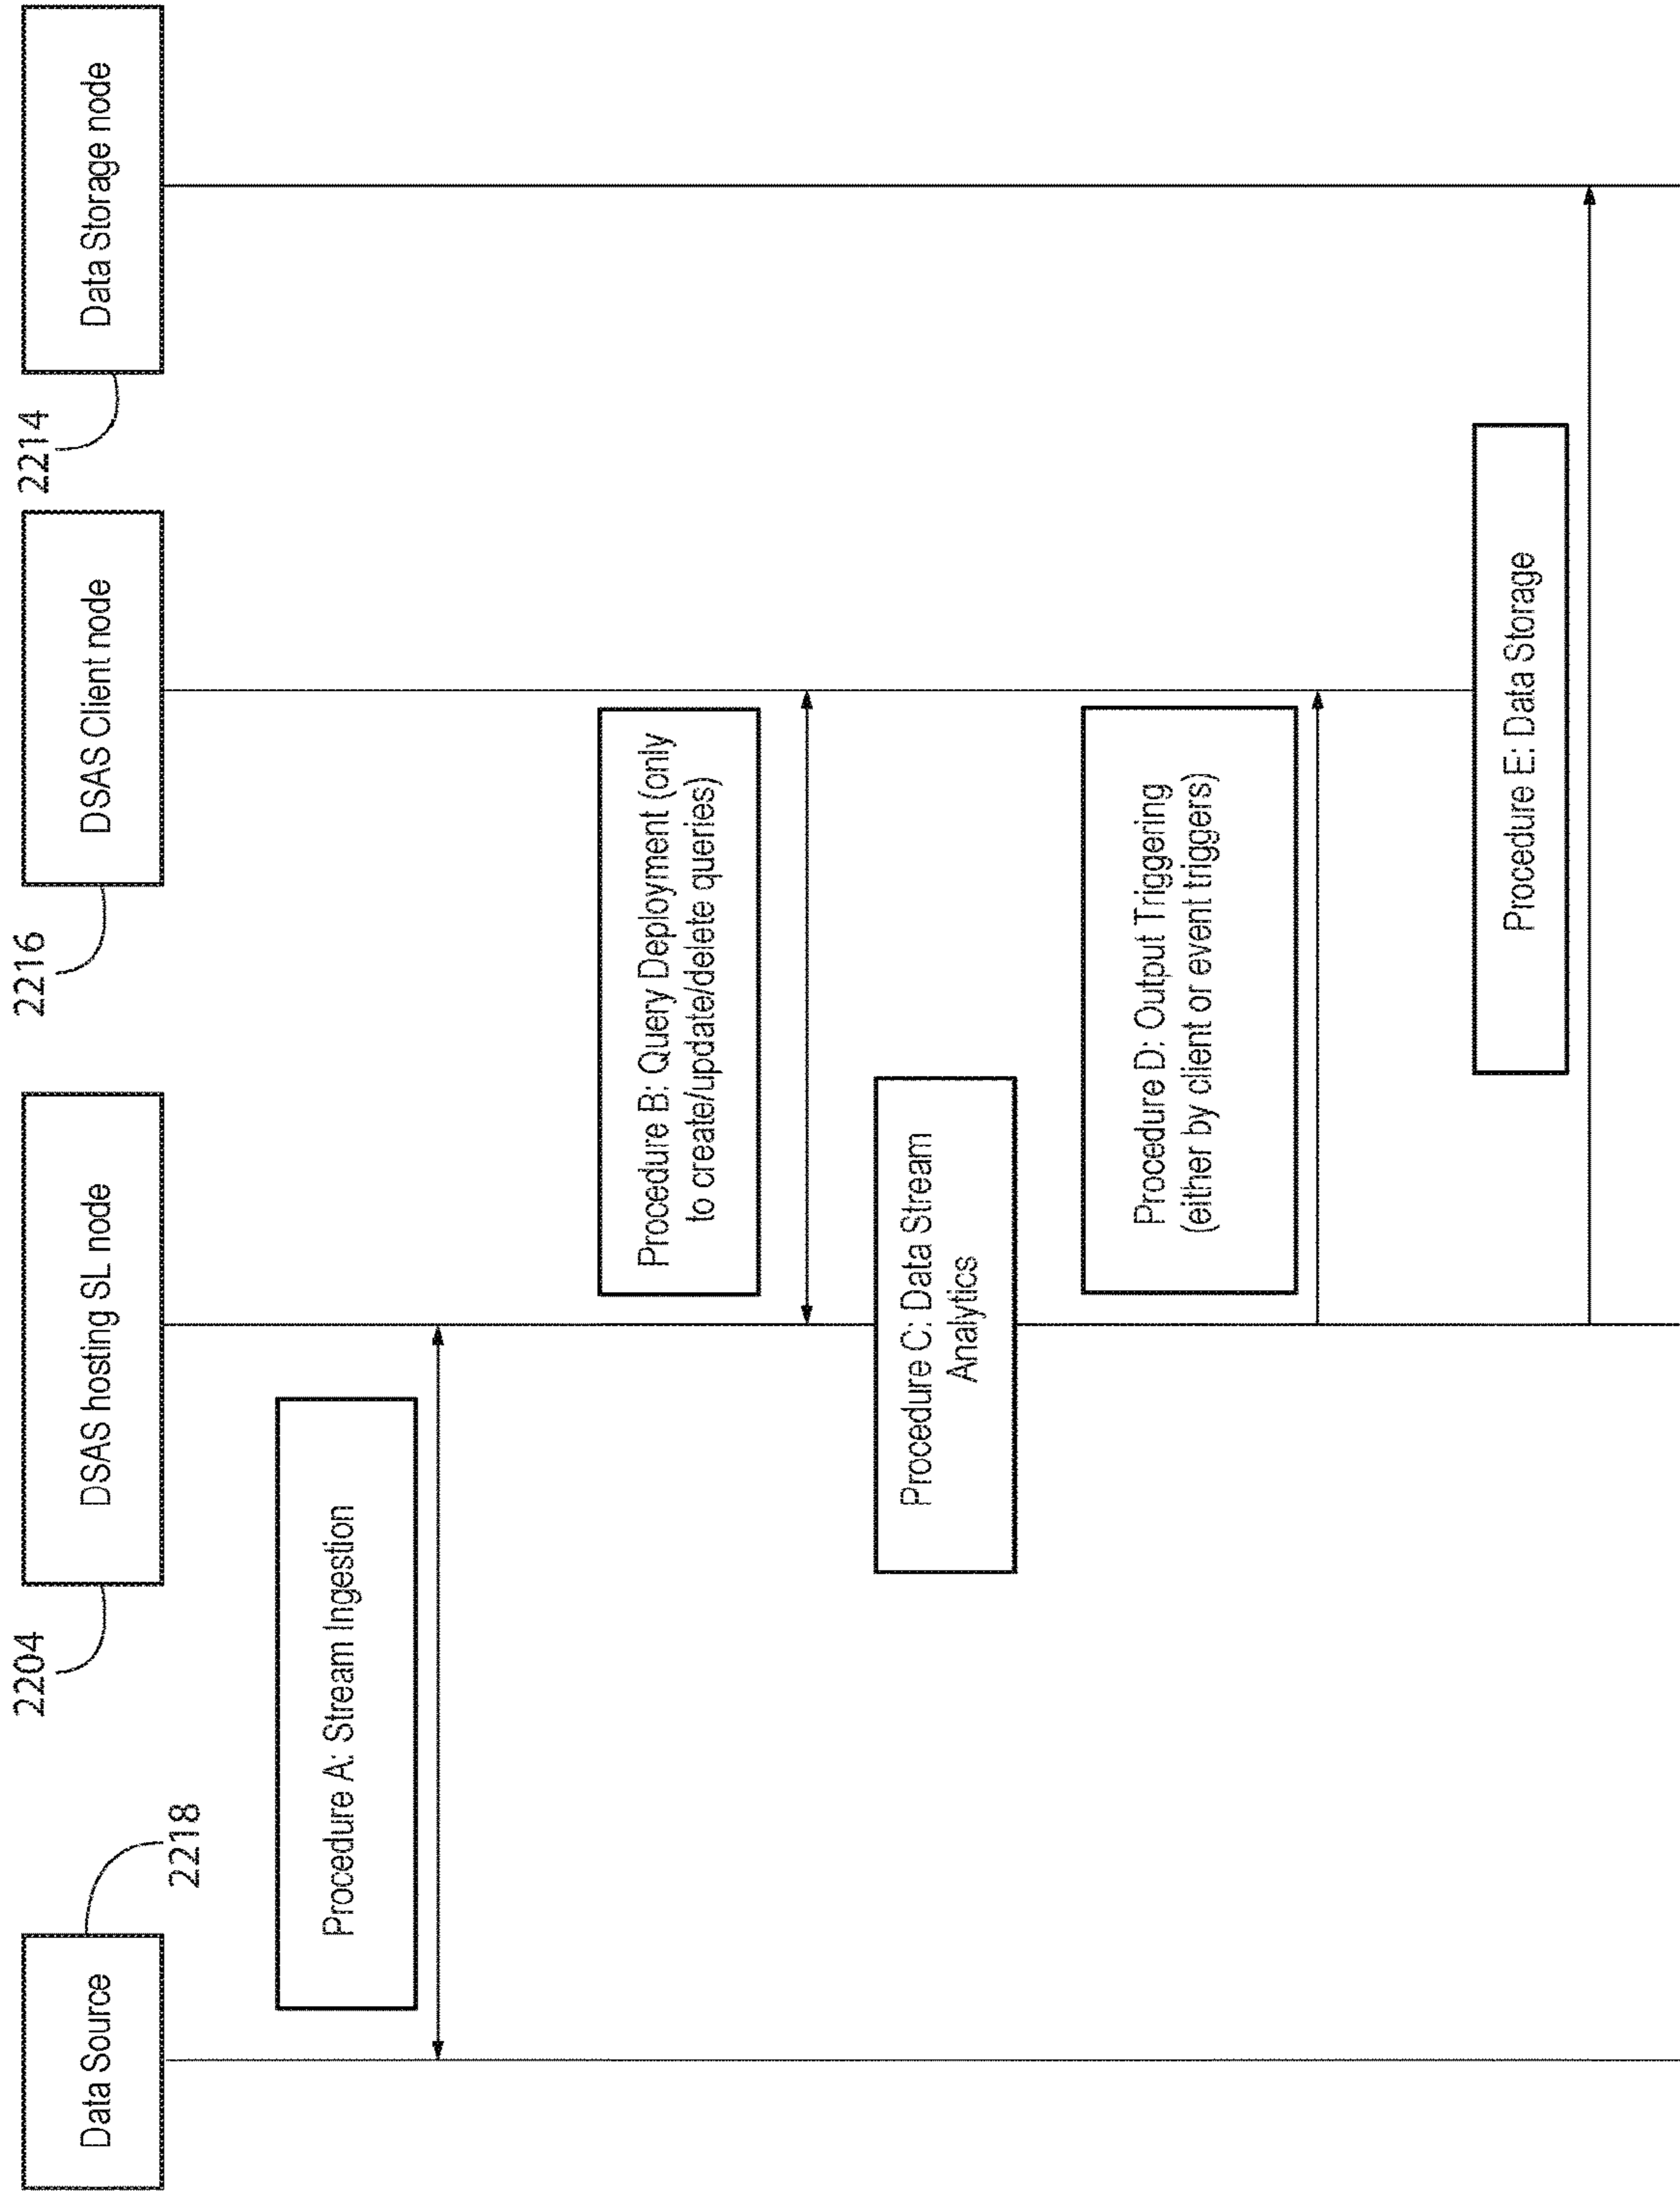 Data Source
2218
DSAS hosting SL node
2204
DSAS Client node
2216
Data Storage node
2214
Procedure A: Stream Ingestion
Procedure B: Query Deployment (only
to create/update/delete queries)
Procedure C: Data Stream
Analytics
Procedure D: Output Triggering
(either by client or event triggers)
Procedure E: Data Storage